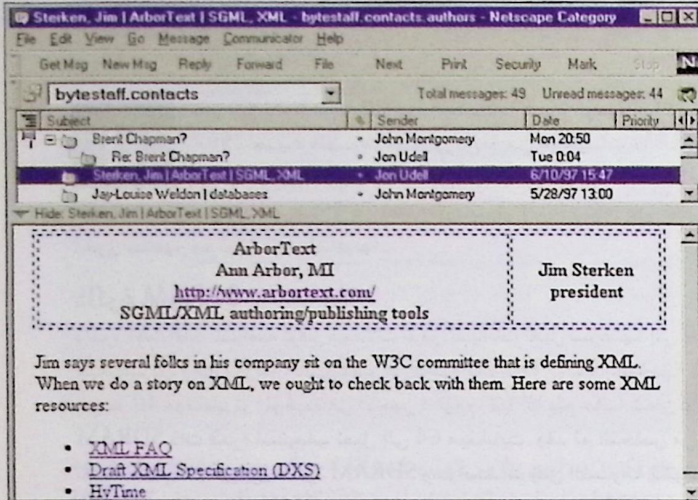 Sterken, Jim | ArborText | SGML, XML - bytestaff.contacts.authors - Netscape Category
File Edit View Go Message Communicator Help
Get Msg New Msg Reply Forward File Next Print Security Mark Stop N
bytestaff.contacts Total messages: 49 Unread messages: 44
Subject Sender Date Priority
Brent Chapman? John Montgomery Mon 20:50
Re: Brent Chapman? Jon Udell Tue 0:04
Sterken, Jim | ArborText | SGML, XML Jon Udell 6/10/97 15:47
Jay-Louise Weldon | databases John Montgomery 5/28/97 13:00
Hide: Sterken, Jim | ArborText | SGML, XML
ArborText
Ann Arbor, MI
http://www.arbortext.com/
SGML/XML authoring/publishing tools
Jim Sterken
president
Jim says several folks in his company sit on the W3C committee that is defining XML.
When we do a story on XML, we ought to check back with them. Here are some XML
resources:
• XML FAQ
• Draft XML Specification (DXS)
• HyTime